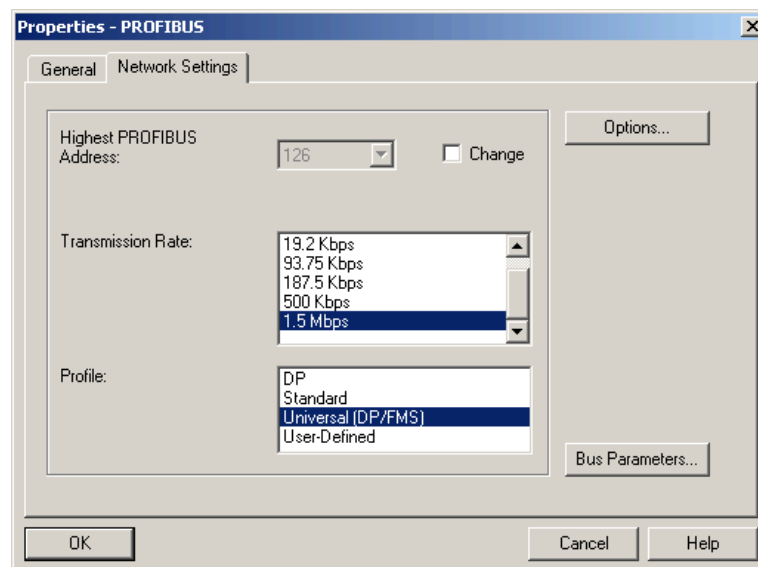 Properties - PROFIBUS
General
Network Settings
Highest PROFIBUS
Address:
126
Change
Options...
Transmission Rate:
19.2 Kbps
93.75 Kbps
187.5 Kbps
500 Kbps
1.5 Mbps
Profile:
DP
Standard
Universal (DP/FMS)
User-Defined
Bus Parameters...
OK
Cancel
Help